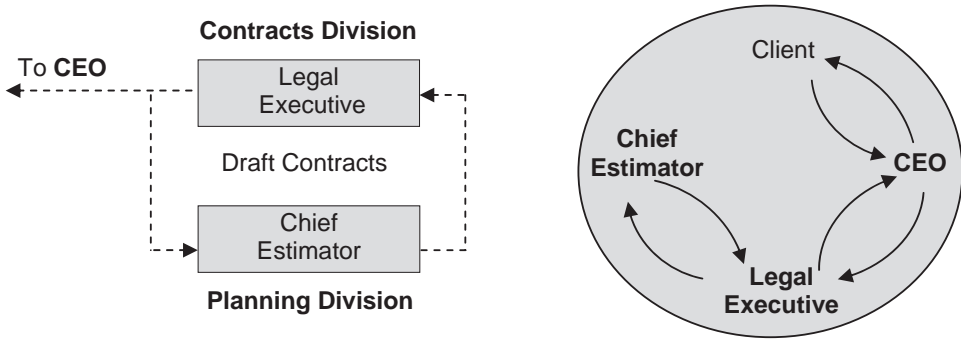 Contracts Division
To CEO
Legal
Executive
Draft Contracts
Chief
Estimator
Planning Division
Client
Chief
Estimator
CEO
Legal
Executive